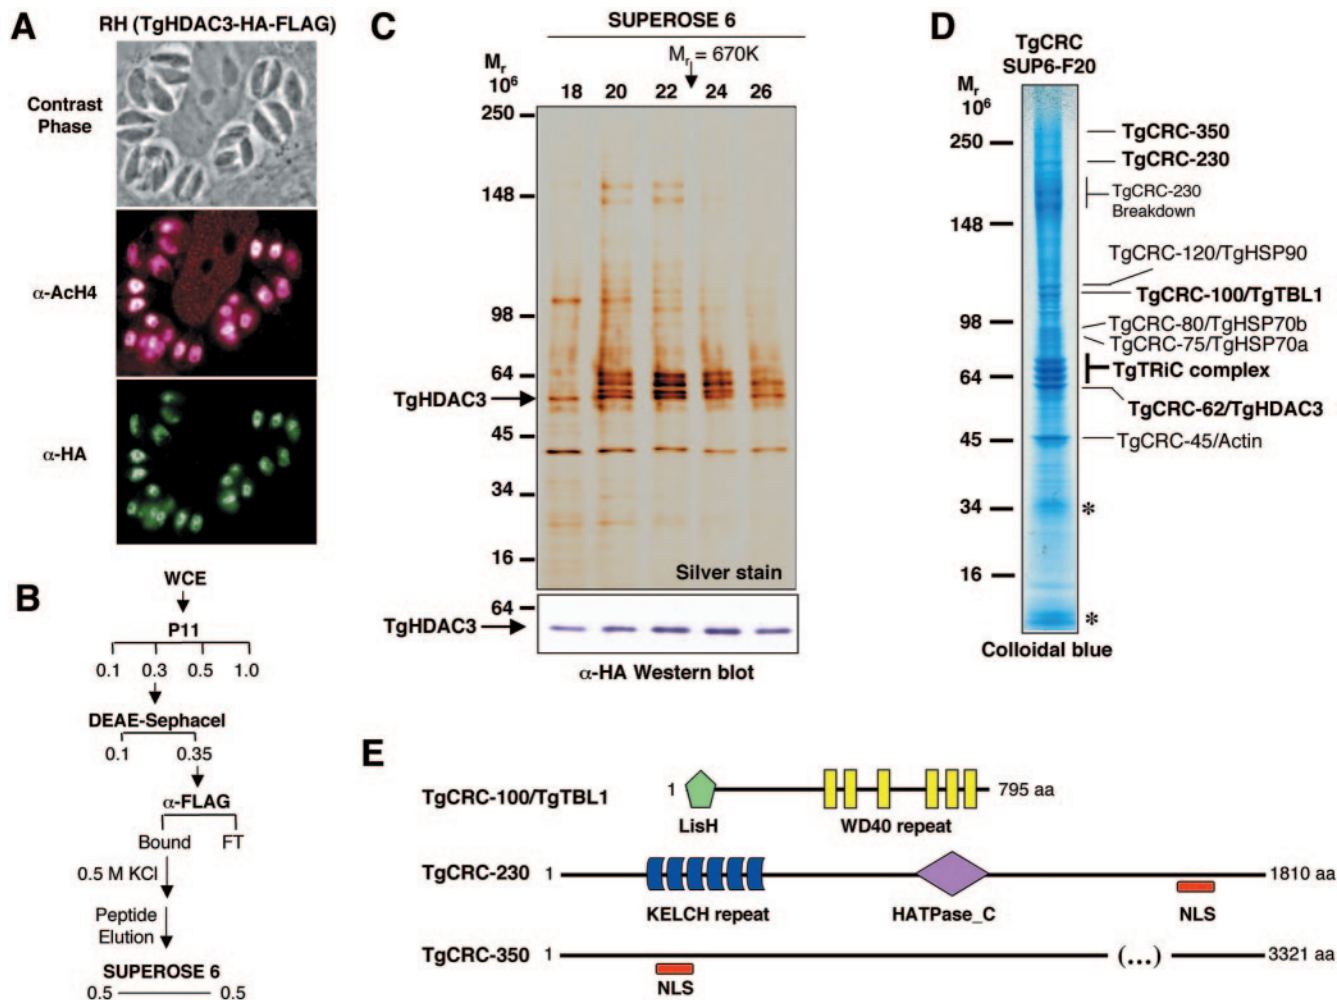 A
RH (TgHDAC3-HA-FLAG)
Contrast
Phase
α-AcH4
α-HA
B
WCE
P11
0.1 0.3 0.5 1.0
DEAE-Sephacel
0.1 0.35
α-FLAG
Bound FT
0.5 M KCl
Peptide
Elution
SUPEROSE 6
0.5 0.5
C
SUPEROSE 6
Mr = 670K
Mr
10⁶
18 20 22 24 26
250
148
98
64
TgHDAC3
45
34
16
Silver stain
64
TgHDAC3
α-HA Western blot
D
TgCRC
SUP6-F20
Mr
10⁶
250
148
98
64
45
34
16
TgCRC-350
TgCRC-230
TgCRC-230
Breakdown
TgCRC-120/TgHSP90
TgCRC-100/TgTBL1
TgCRC-80/TgHSP70b
TgCRC-75/TgHSP70a
TgTRiC complex
TgCRC-62/TgHDAC3
TgCRC-45/Actin
*
*
Colloidal blue
E
TgCRC-100/TgTBL1 1 795 aa
LisH WD40 repeat
TgCRC-230 1 1810 aa
KELCH repeat HATPase_C NLS
TgCRC-350 1 (...) 3321 aa
NLS